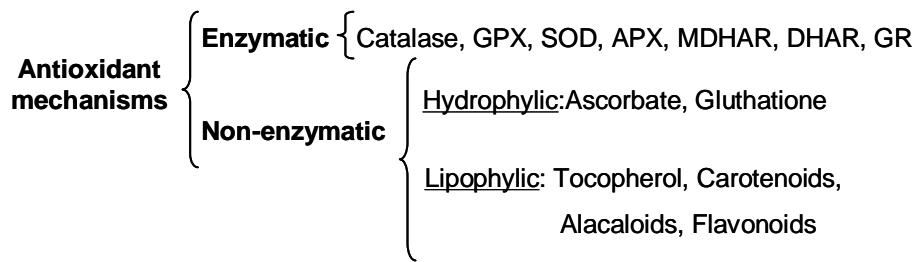 Antioxidant mechanisms
Enzymatic Catalase, GPX, SOD, APX, MDHAR, DHAR, GR
Non-enzymatic
Hydrophylic:Ascorbate, Gluthatione
Lipophylic: Tocopherol, Carotenoids,
Alacaloids, Flavonoids